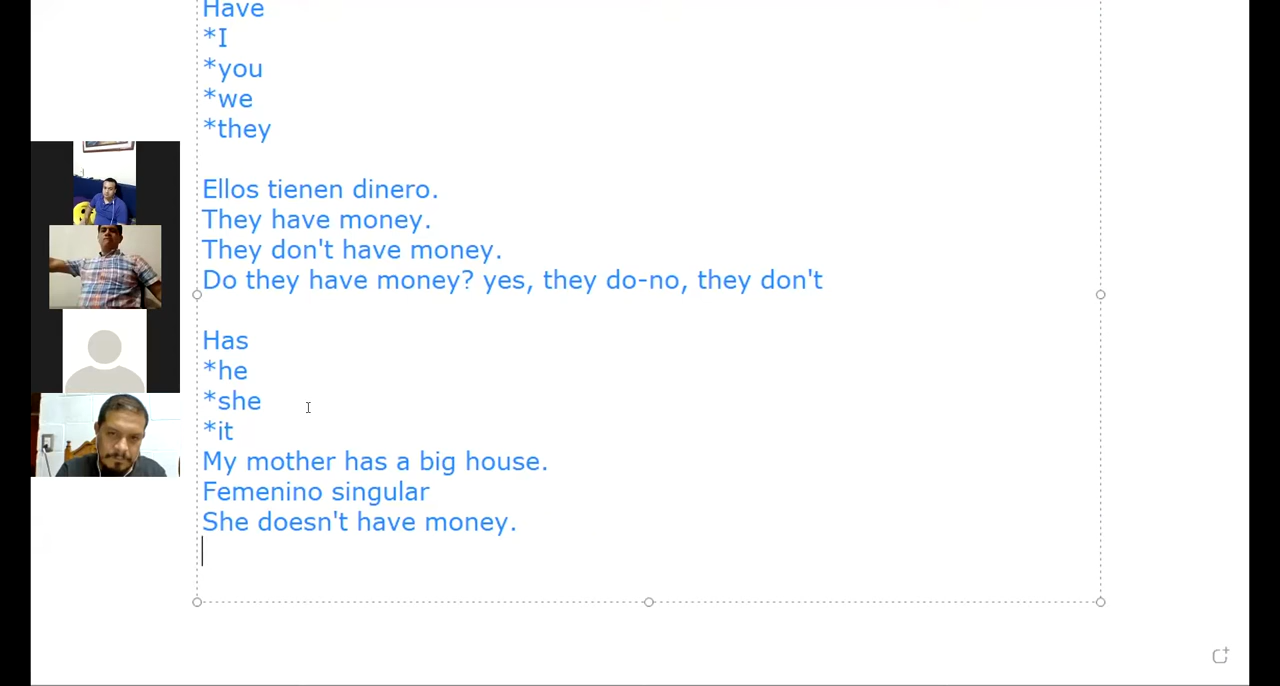 Have
*I
*you
*we
*they
Ellos tienen dinero.
They have money.
They don't have money.
Do they have money? yes, they do-no, they don't
Has
*he
*she
*it
My mother has a big house.
Femenino singular
She doesn't have money.